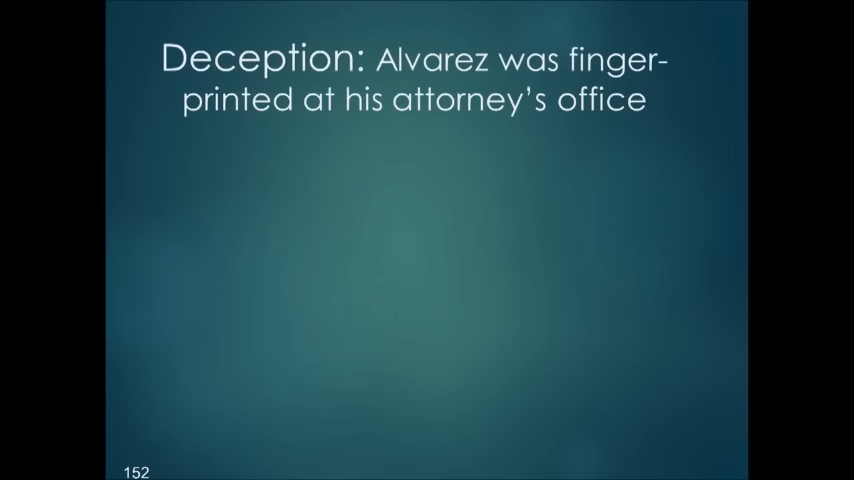 Deception: Alvarez was finger-
printed at his attorney's office
152